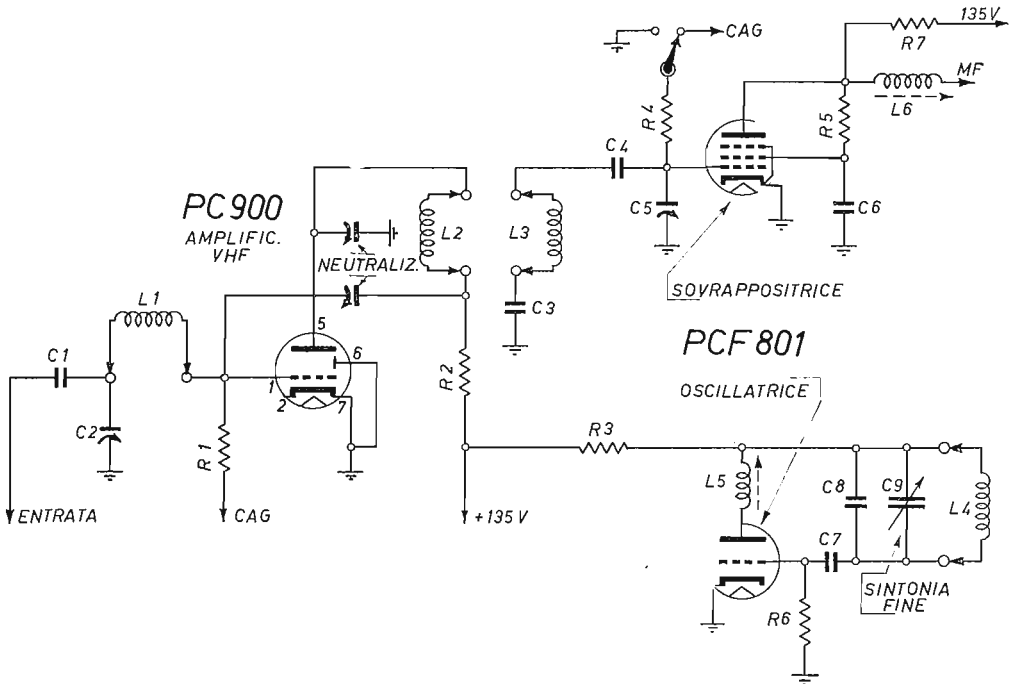 135V
R7
CAG
MF
L6
R4
R5
C4
C5
C6
SOVRAPPOSITRICE
PC900
AMPLIFIC.
VHF
NEUTRALIZ.
L2
L3
C3
L1
C1
C2
5
6
1
2
7
R1
R2
ENTRATA
CAG
+135V
PCF801
OSCILLATRICE
R3
L5
C8
C9
L4
C7
R6
SINTONIA
FINE